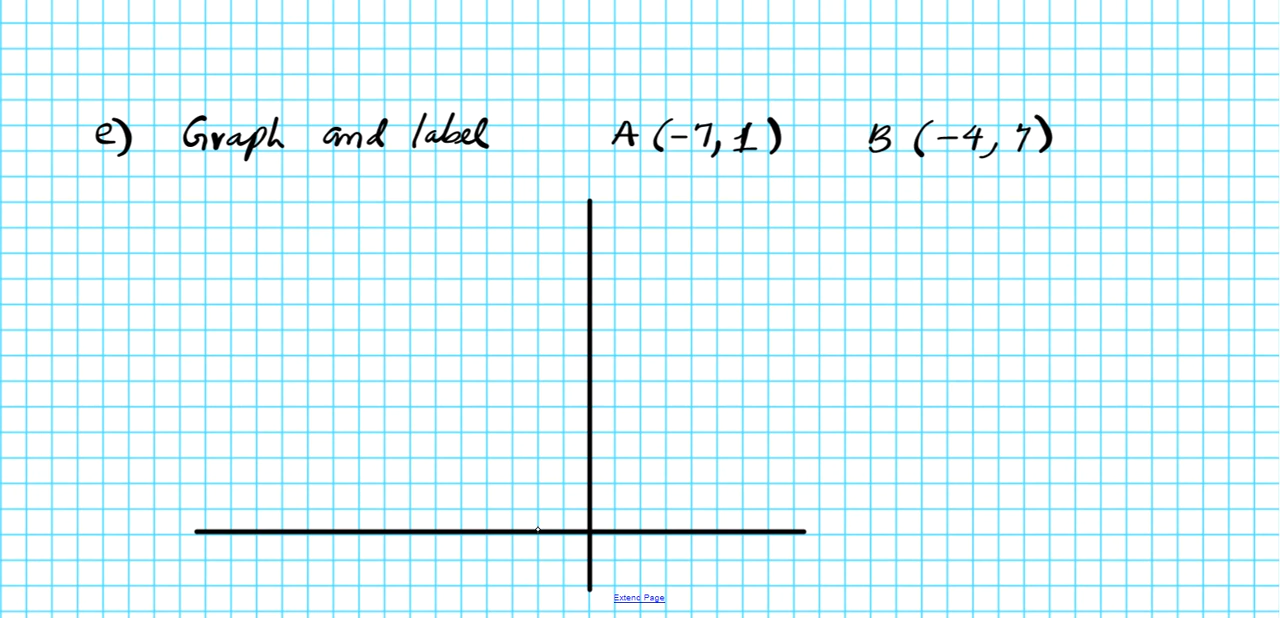 e) Graph and label A (-7, 1) B (-4, 7)
Extend Page